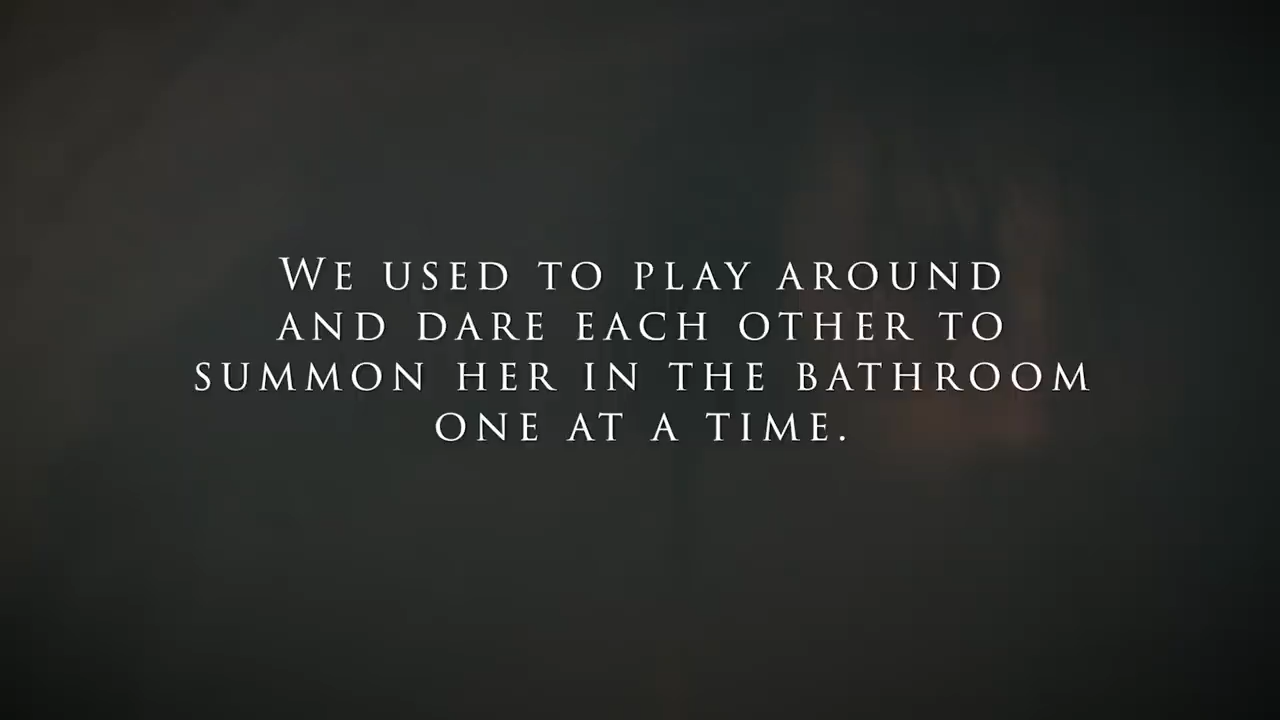 We used to play around
and dare each other to
summon her in the bathroom
one at a time.